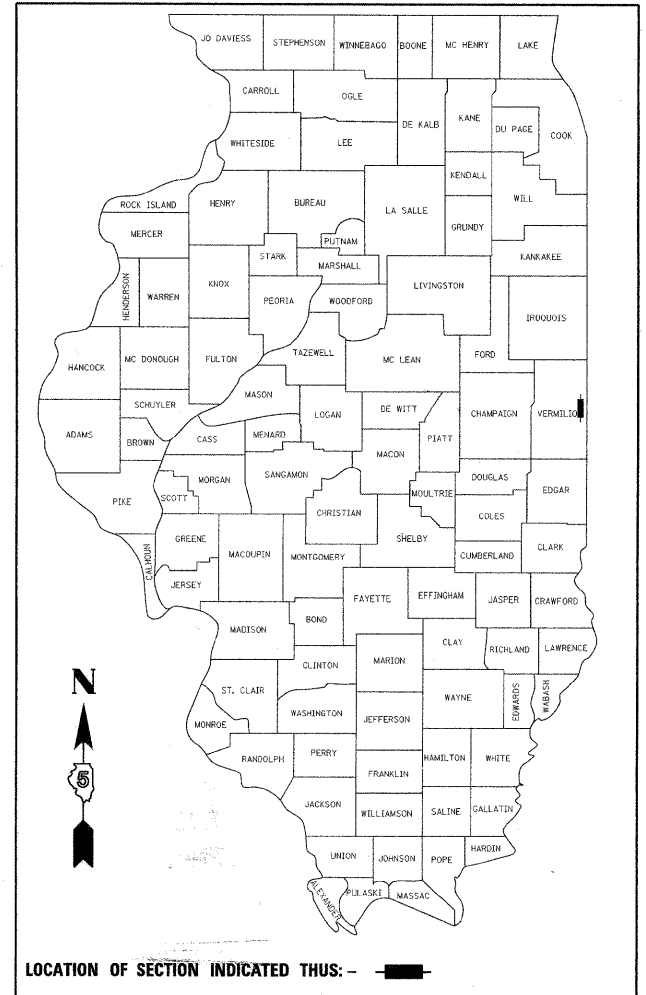 JO DAVIESS STEPHENSON WINNEBAGO BOONE MC HENRY LAKE
CARROLL OGLE DE KALB KANE DU PAGE COOK
WHITESIDE LEE KENDALL WILL
ROCK ISLAND HENRY BUREAU LA SALLE GRUNDY
MERCER STARK PUTNAM MARSHALL KANKAKEE
HENDERSON WARREN KNOX PEORIA WOODFORD LIVINGSTON IROQUOIS
HANCOCK MC DONOUGH FULTON TAZEWELL MC LEAN FORD
SCHUYLER MASON LOGAN DE WITT CHAMPAIGN VERMILIO
ADAMS BROWN CASS MENARD MACON PIATT
PIKE SCOTT MORGAN SANGAMON CHRISTIAN MOULTRIE DOUGLAS EDGAR
COLES
CALHOUN GREENE MACOUPIN MONTGOMERY SHELBY CUMBERLAND CLARK
JERSEY FAYETTE EFFINGHAM JASPER CRAWFORD
MADISON BOND CLAY RICHLAND LAWRENCE
CLINTON MARION
N ST. CLAIR WASHINGTON JEFFERSON WAYNE EDWARDS WABASH
MONROE
5 RANDOLPH PERRY FRANKLIN HAMILTON WHITE
JACKSON WILLIAMSON SALINE GALLATIN
UNION JOHNSON POPE HARDIN
ALEXANDER PULASKI MASSAC
LOCATION OF SECTION INDICATED THUS: -